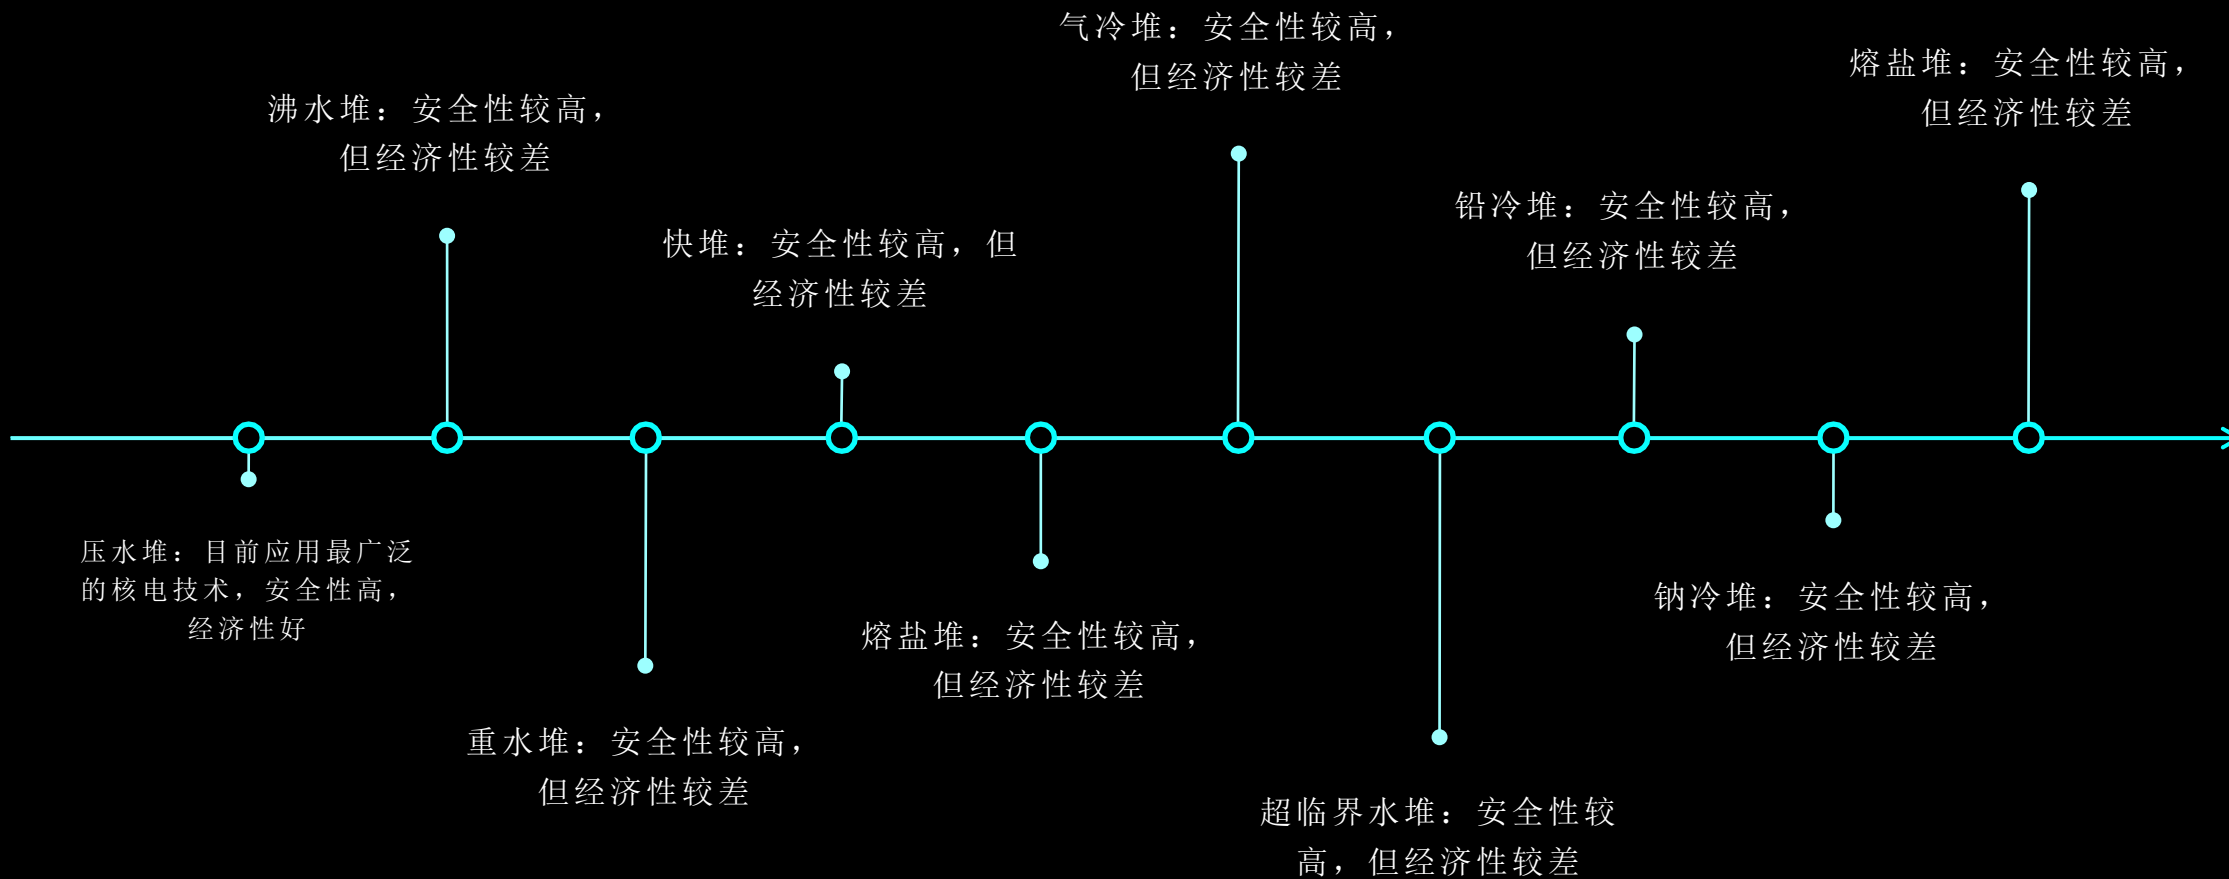 压水堆：目前应用最广泛
的核电技术，安全性高，
经济性好
沸水堆：安全性较高，
但经济性较差
重水堆：安全性较高，
但经济性较差
快堆：安全性较高，但
经济性较差
熔盐堆：安全性较高，
但经济性较差
气冷堆：安全性较高，
但经济性较差
超临界水堆：安全性较
高，但经济性较差
铅冷堆：安全性较高，
但经济性较差
钠冷堆：安全性较高，
但经济性较差
熔盐堆：安全性较高，
但经济性较差